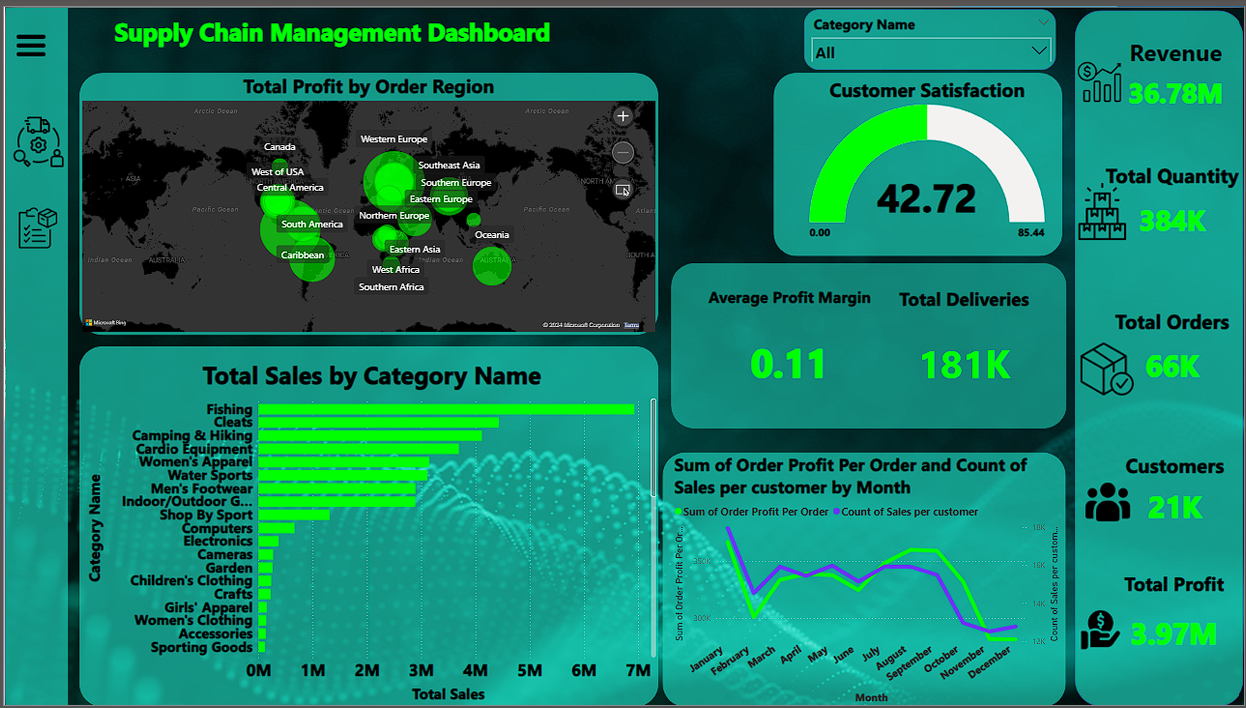 Supply Chain Management Dashboard
Category Name
All
Total Profit by Order Region
Arctic Ocean
Arctic Ocean
Canada
Western Europe
West of USA
Southeast Asia
ASIA
NORTH AMERICA
Central America
Southern Europe
Eastern Europe
Pacific Ocean
Pacific Ocean
Northern Europe
South America
Oceania
Caribbean
Eastern Asia
Indian Ocean
AUSTRALIA
West Africa
Southern Africa
Microsoft Bing
© 2024 Microsoft Corporation Terms
Customer Satisfaction
42.72
0.00
85.44
Average Profit Margin
0.11
Total Deliveries
181K
Revenue
36.78M
Total Quantity
384K
Total Orders
66K
Customers
21K
Total Profit
3.97M
Total Sales by Category Name
Category Name
Fishing
Cleats
Camping & Hiking
Cardio Equipment
Women's Apparel
Water Sports
Men's Footwear
Indoor/Outdoor G...
Shop By Sport
Computers
Electronics
Cameras
Garden
Children's Clothing
Crafts
Girls' Apparel
Women's Clothing
Accessories
Sporting Goods
0M 1M 2M 3M 4M 5M 6M 7M
Total Sales
Sum of Order Profit Per Order and Count of
Sales per customer by Month
Sum of Order Profit Per Order Count of Sales per customer
Sum of Order Profit Per Or...
350K
300K
18K
16K
14K
12K
Count of Sales per custom...
January February March April May June July August September October November December
Month